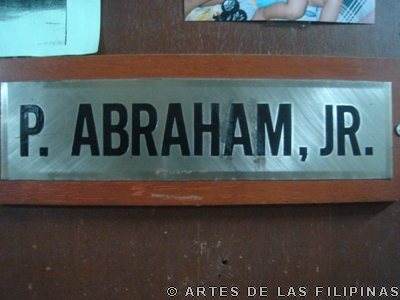 P. ABRAHAM, JR.
© ARTES DE LAS FILIPINAS